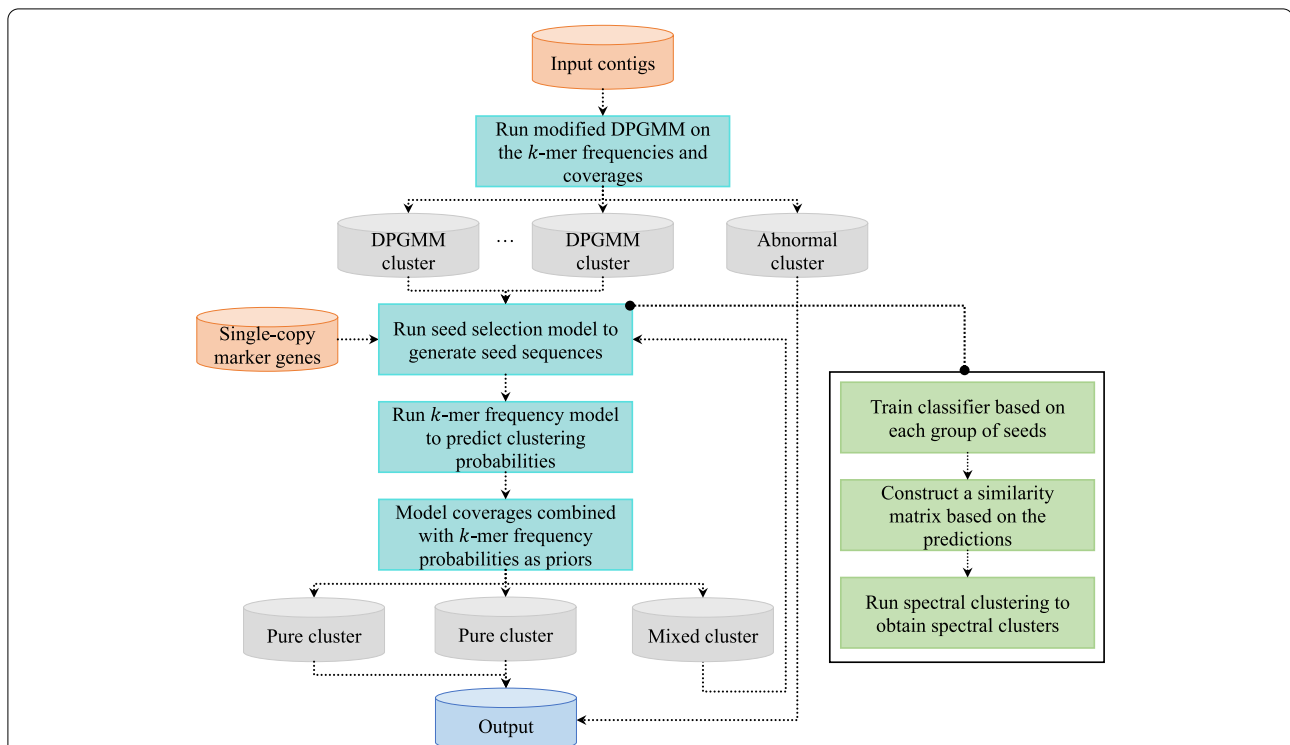 Input contigs
Run modified DPGMM on
the k-mer frequencies and
coverages
DPGMM
cluster
...
DPGMM
cluster
Abnormal
cluster
Single-copy
marker genes
Run seed selection model to
generate seed sequences
Run k-mer frequency model
to predict clustering
probabilities
Model coverages combined
with k-mer frequency
probabilities as priors
Pure cluster
Pure cluster
Mixed cluster
Output
Train classifier based on
each group of seeds
Construct a similarity
matrix based on the
predictions
Run spectral clustering to
obtain spectral clusters